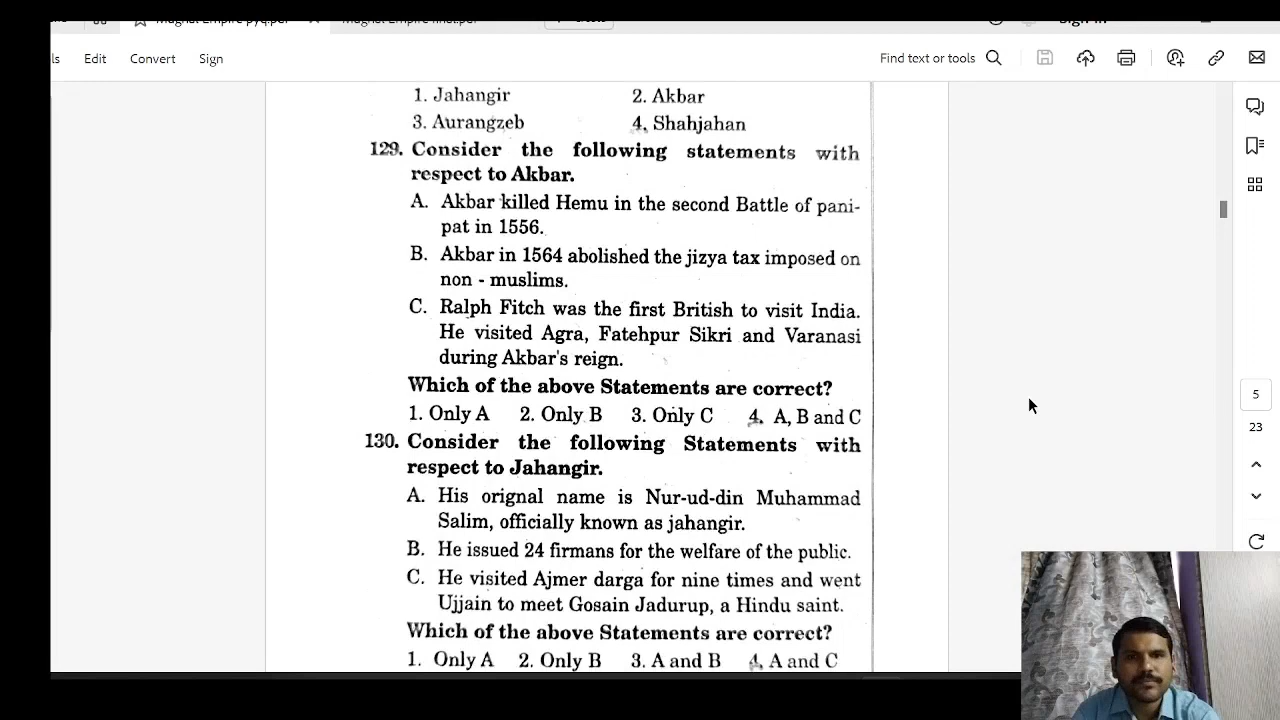 Edit Convert Sign Find text or tools
1. Jahangir 2. Akbar
3. Aurangzeb 4. Shahjahan
129. Consider the following statements with
respect to Akbar.
A. Akbar killed Hemu in the second Battle of pani-
pat in 1556.
B. Akbar in 1564 abolished the jizya tax imposed on
non - muslims.
C. Ralph Fitch was the first British to visit India.
He visited Agra, Fatehpur Sikri and Varanasi
during Akbar's reign.
Which of the above Statements are correct?
1. Only A 2. Only B 3. Only C 4. A, B and C
130. Consider the following Statements with
respect to Jahangir.
A. His orignal name is Nur-ud-din Muhammad
Salim, officially known as jahangir.
B. He issued 24 firmans for the welfare of the public.
C. He visited Ajmer darga for nine times and went
Ujjain to meet Gosain Jadurup, a Hindu saint.
Which of the above Statements are correct?
1. Only A 2. Only B 3. A and B 4. A and C
5
23